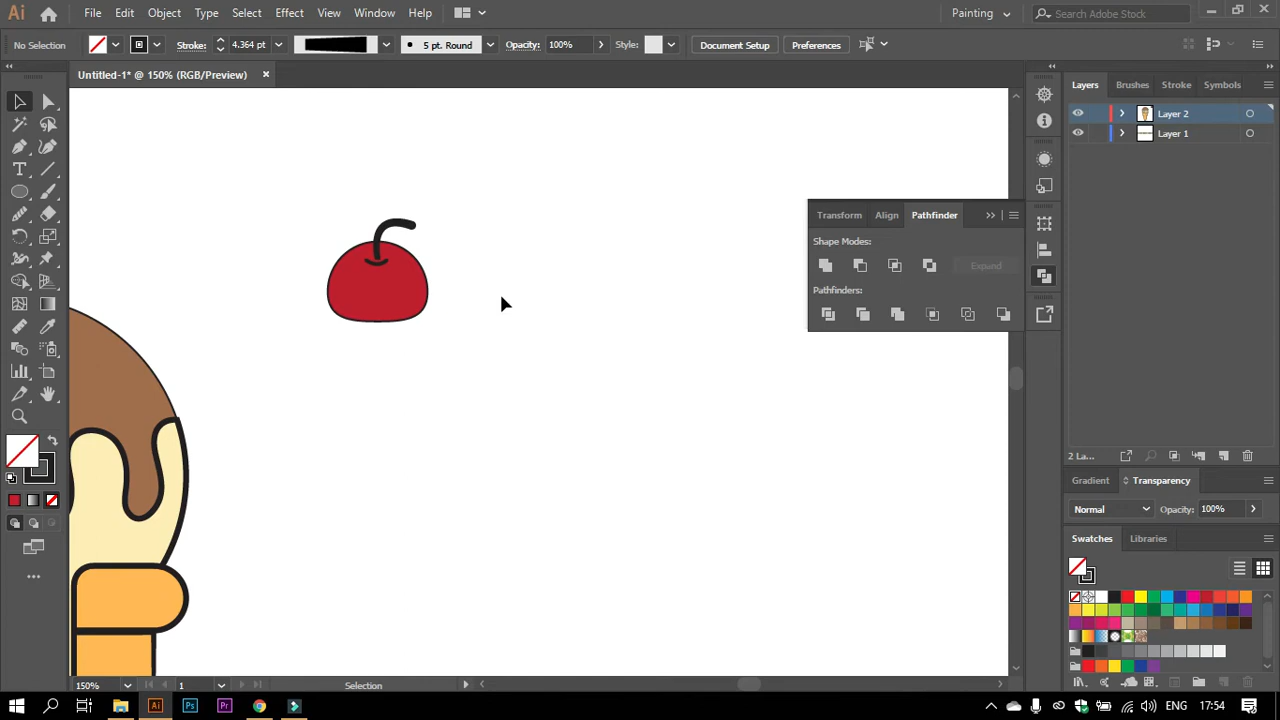 Ai File Edit Object Type Select Effect View Window Help Painting Search Adobe Stock
No Selection Stroke: 4.364 pt 5 pt. Round Opacity: 100% Style: Document Setup Preferences
Untitled-1* @ 150% (RGB/Preview)
Layers Brushes Stroke Symbols
Layer 2
Layer 1
Transform Align Pathfinder
Shape Modes:
Expand
Pathfinders:
2 La...
Gradient Transparency
Normal Opacity: 100%
Swatches Libraries
150% 1 Selection
Ai Ps Pr ENG 17:54